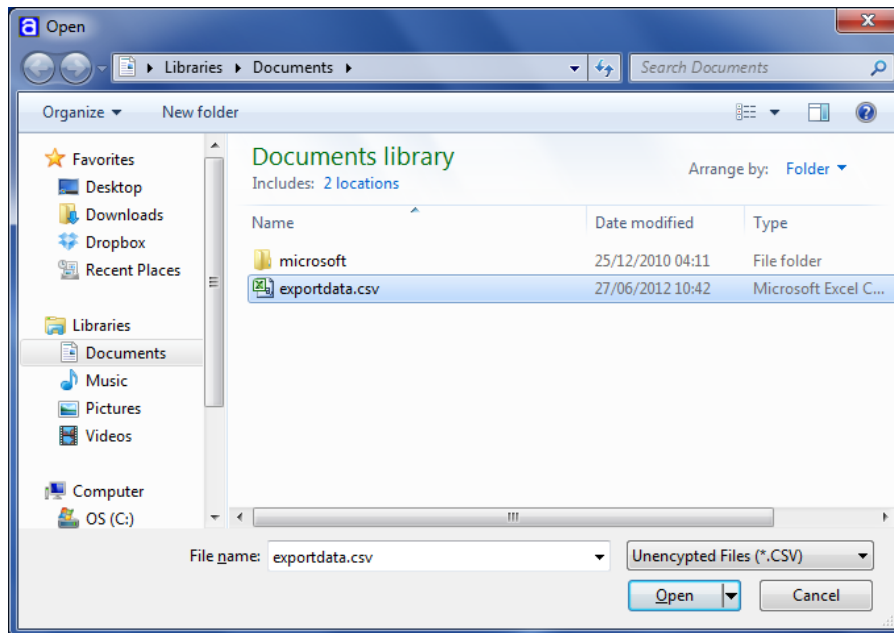 Open
Libraries Documents Search Documents
Organize New folder
Favorites
Desktop
Downloads
Dropbox
Recent Places
Libraries
Documents
Music
Pictures
Videos
Computer
OS (C:)
Documents library
Includes: 2 locations
Arrange by: Folder
Name Date modified Type
microsoft 25/12/2010 04:11 File folder
exportdata.csv 27/06/2012 10:42 Microsoft Excel C...
File name: exportdata.csv Unencypted Files (*.CSV)
Open Cancel